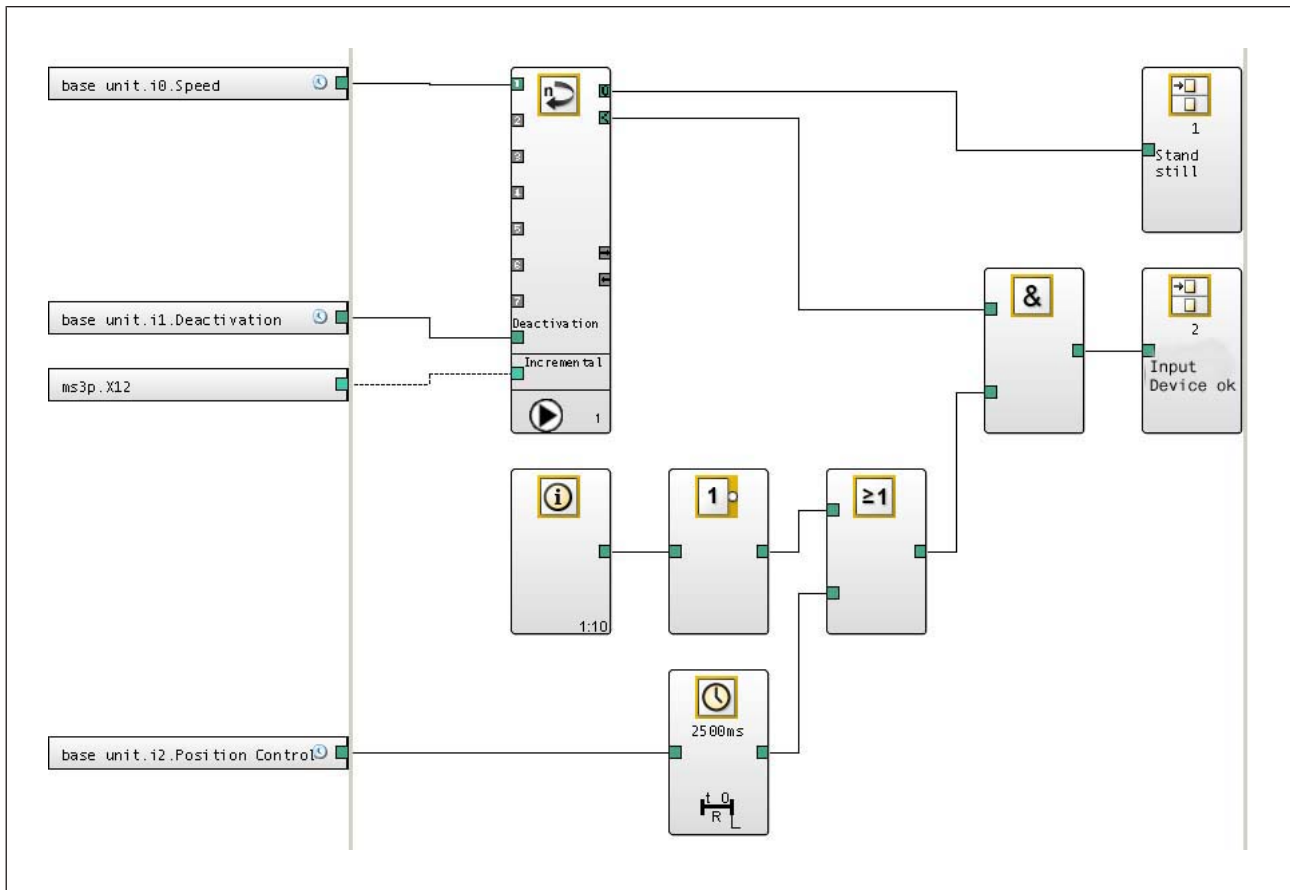 base unit.i0.Speed
n
1
2
3
4
5
6
7
0
Deactivation
Incremental
1
1
Stand
still
base unit.i1.Deactivation
ms3p.X12
&
2
Input
Device ok
i
1:10
1
≥1
2500ms
t 0
R
base unit.i2.Position Control